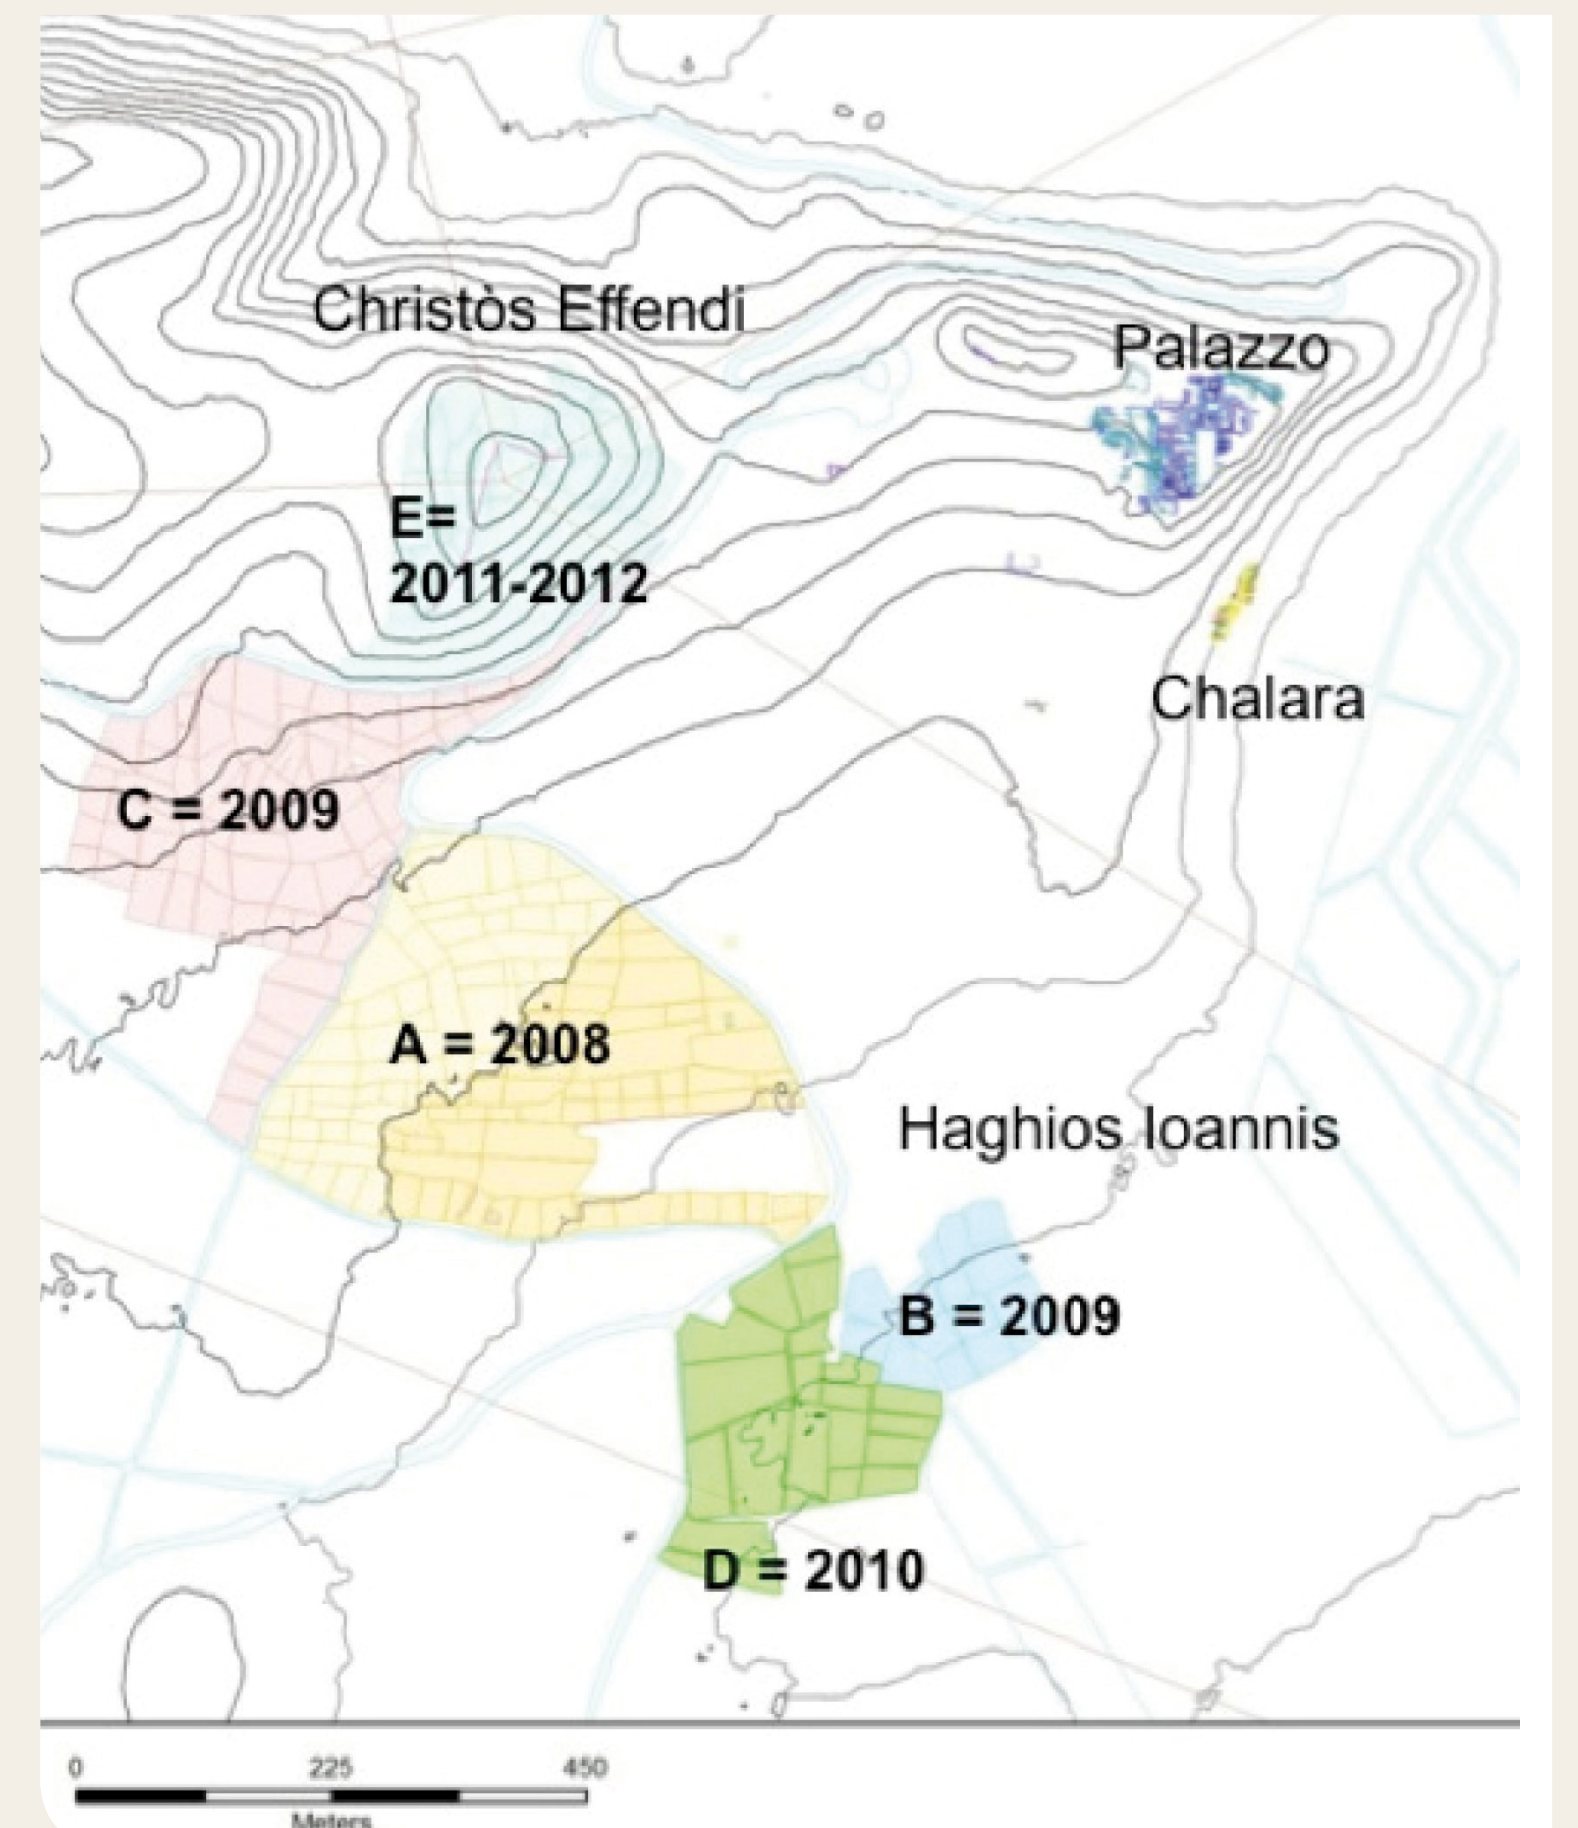 Christòs Effendi
Palazzo
E=
2011-2012
Chalara
C = 2009
A = 2008
Haghios Ioannis
B = 2009
D = 2010
0 225 450
Meters